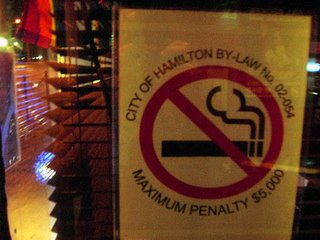 CITY OF HAMILTON BY-LAW No. 02-054
MAXIMUM PENALTY $5,000